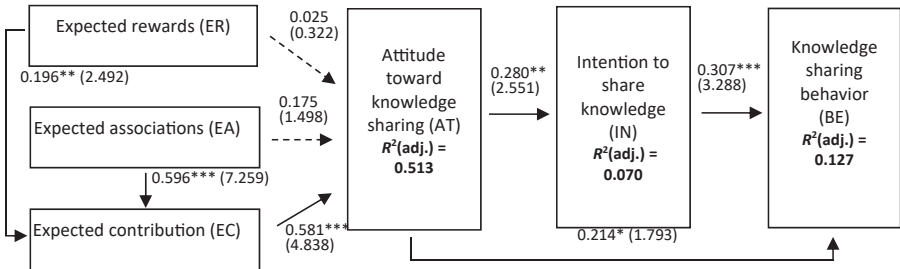 Expected rewards (ER)
0.025
(0.322)
0.196** (2.492)
Expected associations (EA)
0.175
(1.498)
0.596*** (7.259)
Expected contribution (EC)
0.581***
(4.838)
Attitude
toward
knowledge
sharing (AT)
R²(adj.) =
0.513
0.280**
(2.551)
Intention to
share
knowledge
(IN)
R²(adj.) =
0.070
0.307***
(3.288)
Knowledge
sharing
behavior
(BE)
R²(adj.) =
0.127
0.214* (1.793)